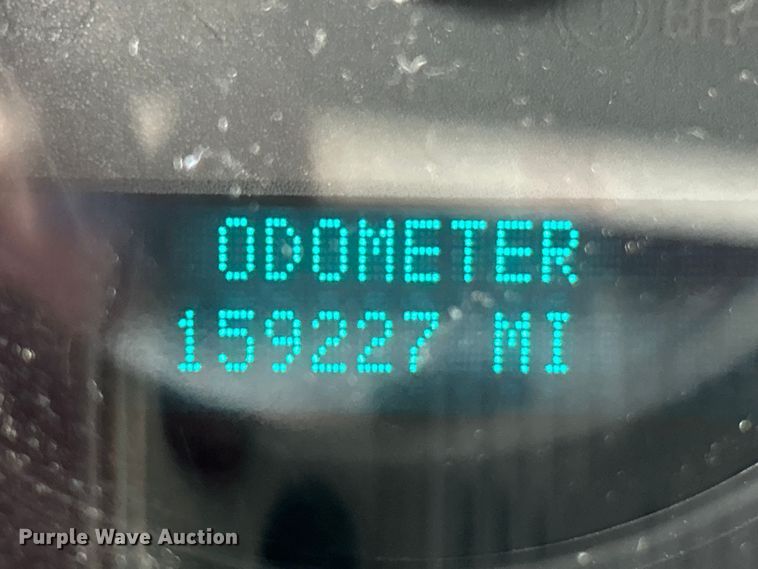 ODOMETER
159227 MI
Purple Wave Auction